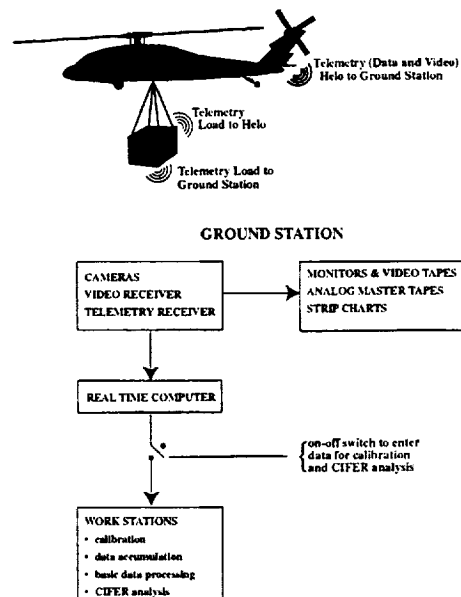 Telemetry (Data and Video)
Helo to Ground Station
Telemetry
Load to Helo
Telemetry Load to
Ground Station
GROUND STATION
CAMERAS
VIDEO RECEIVER
TELEMETRY RECEIVER
MONITORS & VIDEO TAPES
ANALOG MASTER TAPES
STRIP CHARTS
REAL TIME COMPUTER
on-off switch to enter
data for calibration
and CIFER analysis
WORK STATIONS
• calibration
• data accumulation
• basic data processing
• CIFER analysis